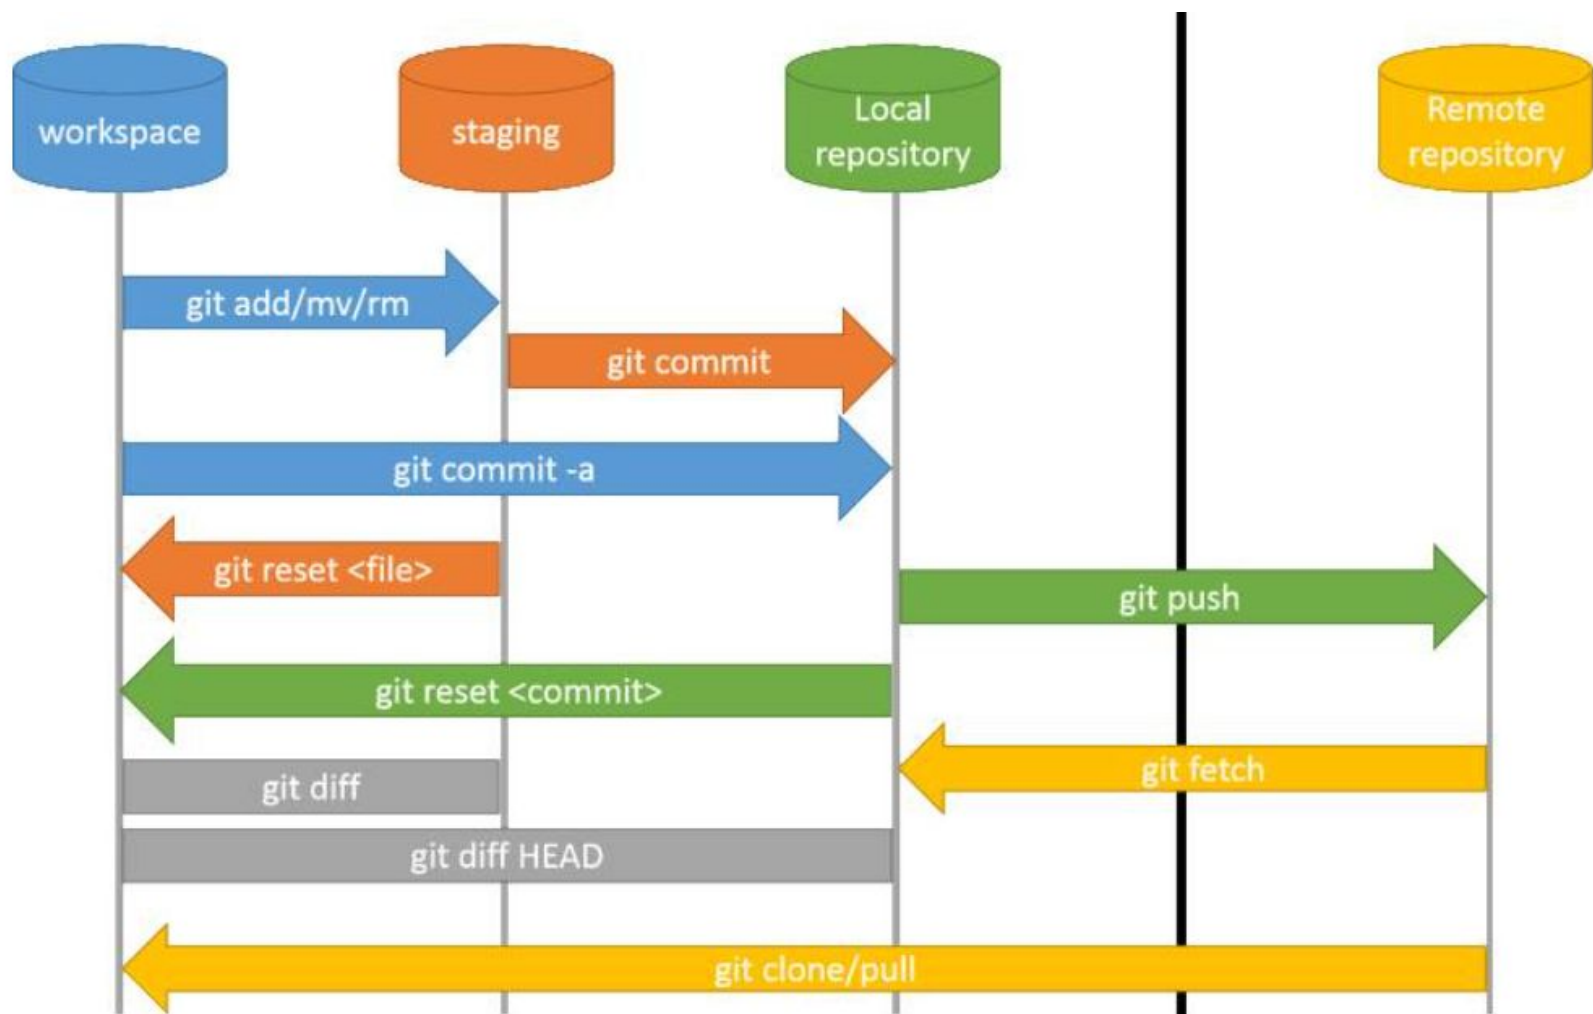 workspace
staging
Local
repository
Remote
repository
git add/mv/rm
git commit
git commit -a
git reset <file>
git push
git reset <commit>
git fetch
git diff
git diff HEAD
git clone/pull